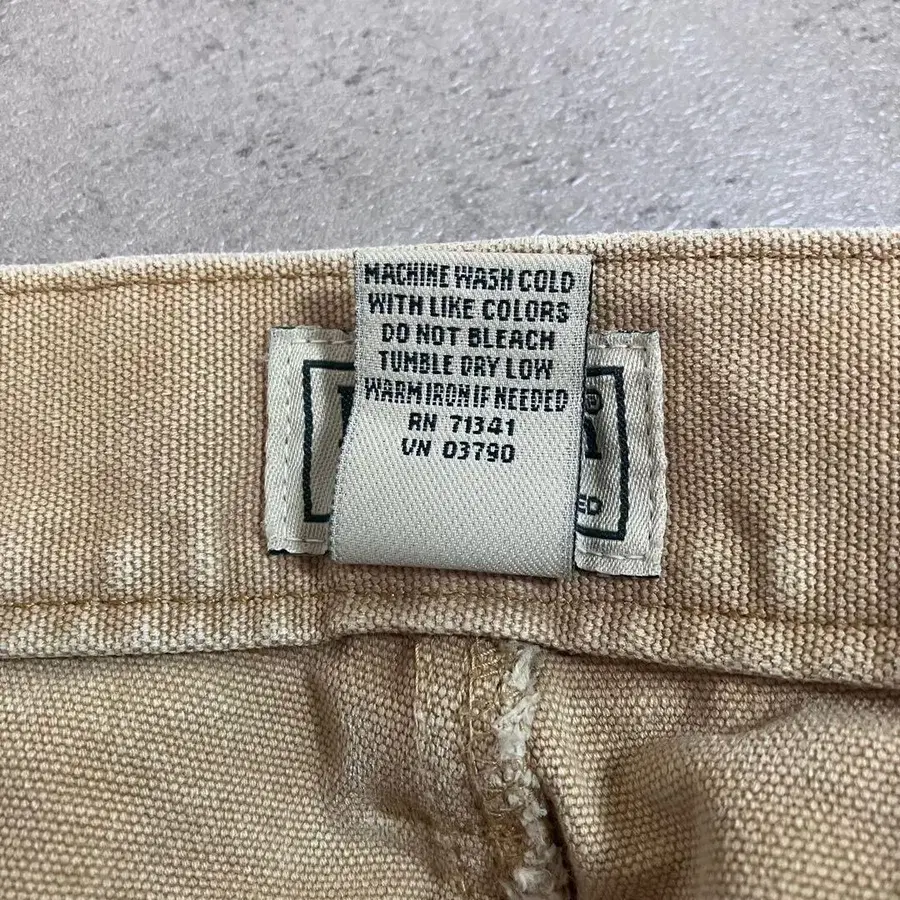 MACHINE WASH COLD
WITH LIKE COLORS
DO NOT BLEACH
TUMBLE DRY LOW
WARM IRON IF NEEDED
RN 71341
VN 03790
®
ED